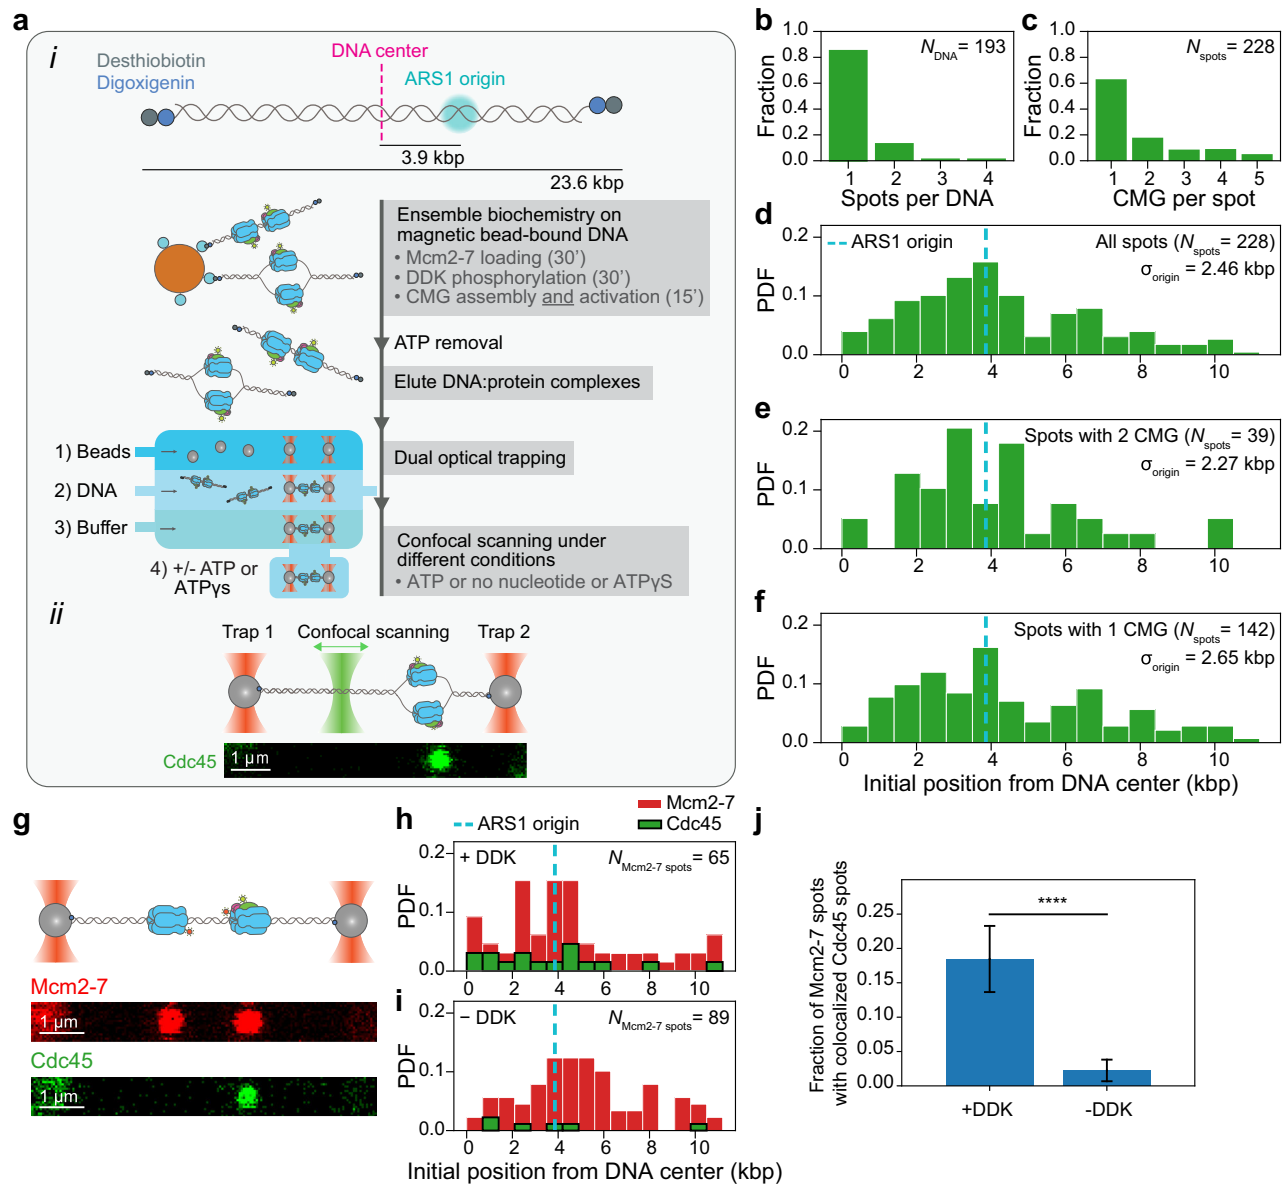 a
i
Desthiobiotin
Digoxigenin
DNA center
ARS1 origin
3.9 kbp
23.6 kbp
Ensemble biochemistry on
magnetic bead-bound DNA
• Mcm2-7 loading (30’)
• DDK phosphorylation (30’)
• CMG assembly and activation (15’)
ATP removal
Elute DNA:protein complexes
1) Beads
2) DNA
3) Buffer
4) +/- ATP or
ATPγs
Dual optical trapping
Confocal scanning under
different conditions
• ATP or no nucleotide or ATPγS
ii
Trap 1
Confocal scanning
Trap 2
Cdc45
1 μm
b
1.0
0.8
0.6
0.4
0.2
0.0
Fraction
NDNA= 193
1 2 3 4
Spots per DNA
c
1.0
0.8
0.6
0.4
0.2
0.0
Fraction
Nspots= 228
1 2 3 4 5
CMG per spot
d
0.2
0.1
0.0
PDF
ARS1 origin
All spots (Nspots= 228)
σorigin = 2.46 kbp
0 2 4 6 8 10
e
0.2
0.1
0.0
PDF
Spots with 2 CMG (Nspots= 39)
σorigin = 2.27 kbp
0 2 4 6 8 10
f
0.2
0.1
0.0
PDF
Spots with 1 CMG (Nspots= 142)
σorigin = 2.65 kbp
0 2 4 6 8 10
Initial position from DNA center (kbp)
g
Mcm2-7
1 μm
Cdc45
1 μm
h
ARS1 origin
Mcm2-7
Cdc45
0.2
0.1
0.0
PDF
+ DDK
NMcm2-7 spots= 65
0 2 4 6 8 10
i
0.2
0.1
0.0
PDF
− DDK
NMcm2-7 spots= 89
0 2 4 6 8 10
Initial position from DNA center (kbp)
j
Fraction of Mcm2-7 spots
with colocalized Cdc45 spots
0.25
0.20
0.15
0.10
0.05
0.00
****
+DDK
-DDK